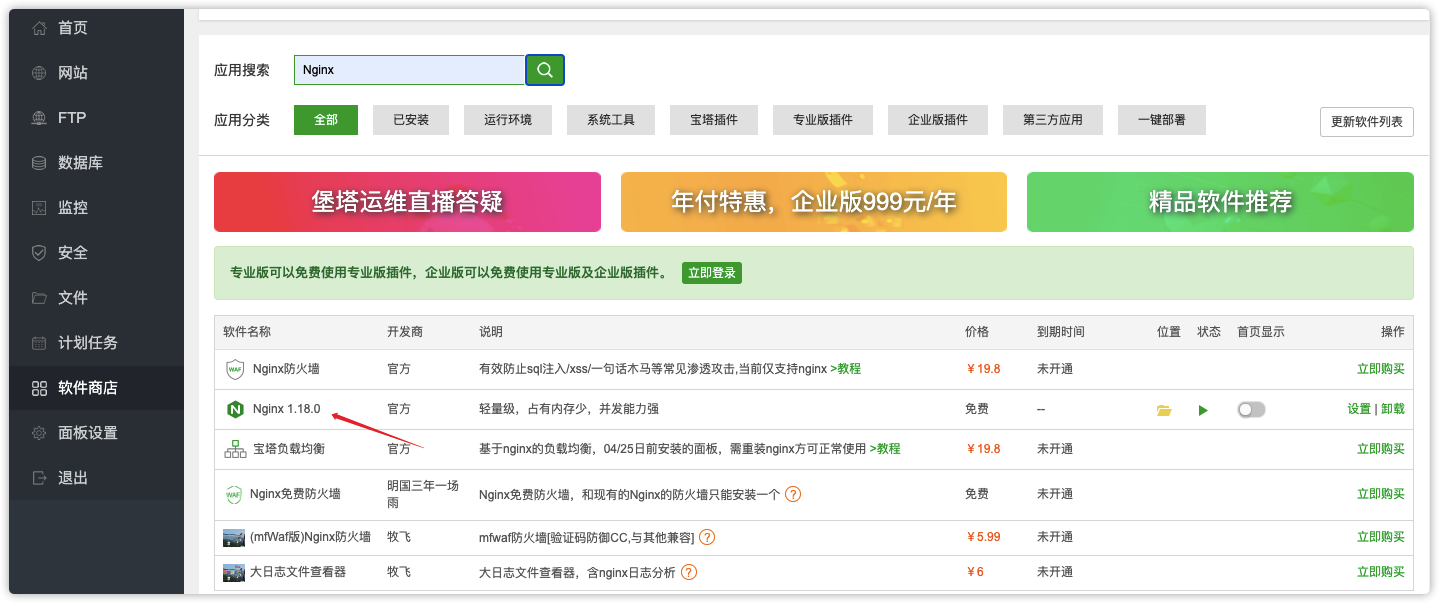 首页
网站
FTP
数据库
监控
安全
文件
计划任务
软件商店
面板设置
退出
应用搜索 Nginx
应用分类 全部 已安装 运行环境 系统工具 宝塔插件 专业版插件 企业版插件 第三方应用 一键部署 更新软件列表
堡塔运维直播答疑 年付特惠，企业版999元/年 精品软件推荐
专业版可以免费使用专业版插件，企业版可以免费使用专业版及企业版插件。 立即登录
软件名称 开发商 说明 价格 到期时间 位置 状态 首页显示 操作
WAF Nginx防火墙 官方 有效防止sql注入/xss/一句话木马等常见渗透攻击,当前仅支持nginx >教程 ￥19.8 未开通 立即购买
N Nginx 1.18.0 官方 轻量级，占有内存少，并发能力强 免费 -- 设置 | 卸载
宝塔负载均衡 官方 基于nginx的负载均衡，04/25日前安装的面板，需重装nginx方可正常使用 >教程 ￥19.8 未开通 立即购买
WAF Nginx免费防火墙 明国三年一场雨 Nginx免费防火墙，和现有的Nginx的防火墙只能安装一个 ? 免费 未开通 立即购买
(mfWaf版)Nginx防火墙 牧飞 mfwaf防火墙[验证码防御CC,与其他兼容] ? ￥5.99 未开通 立即购买
大日志文件查看器 牧飞 大日志文件查看器，含nginx日志分析 ? ￥6 未开通 立即购买